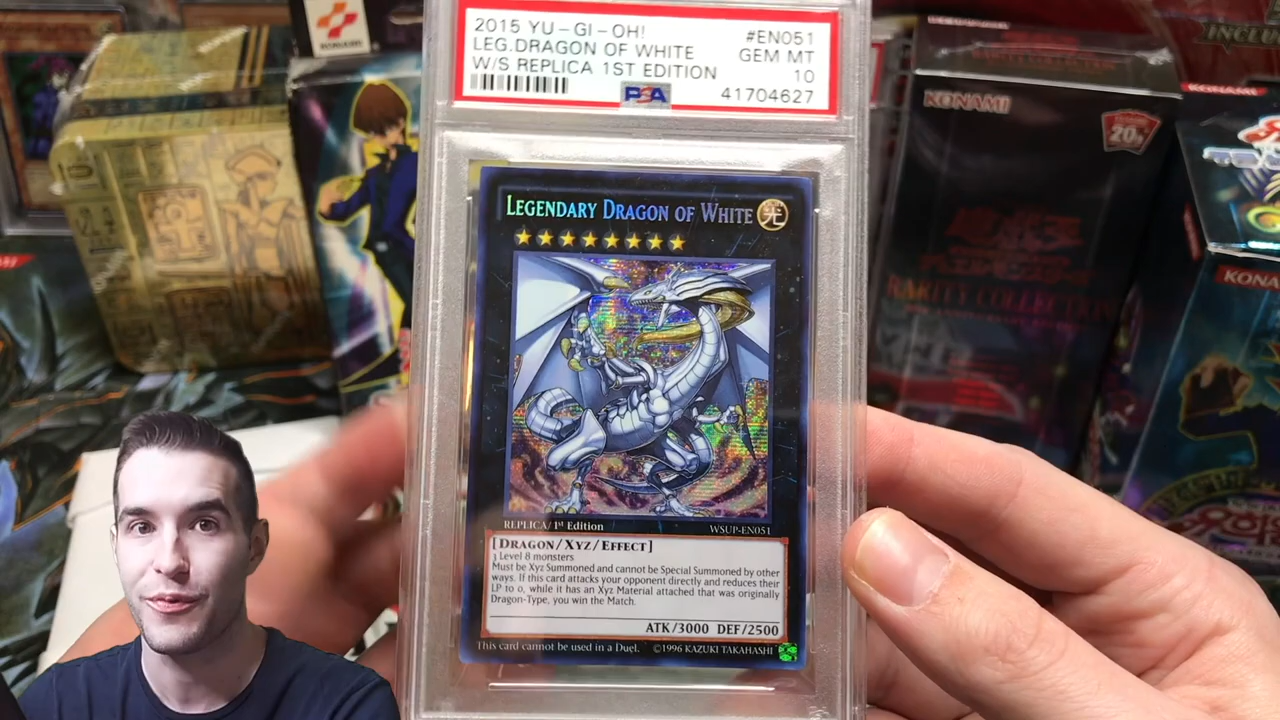 2015 YU-GI-OH! #EN051
LEG.DRAGON OF WHITE GEM MT
W/S REPLICA 1ST EDITION 10
PSA 41704627
LEGENDARY DRAGON OF WHITE 光
REPLICA/1st Edition WSUP-EN051
[DRAGON/XYZ/EFFECT]
3 Level 8 monsters
Must be Xyz Summoned and cannot be Special Summoned by other
ways. If this card attacks your opponent directly and reduces their
LP to 0, while it has an Xyz Material attached that was originally
Dragon-Type, you win the Match.
ATK/3000 DEF/2500
This card cannot be used in a Duel. ©1996 KAZUKI TAKAHASHI
KONAMI
KONAMI
20th
RARITY COLLECTION
KONAMI
KONA